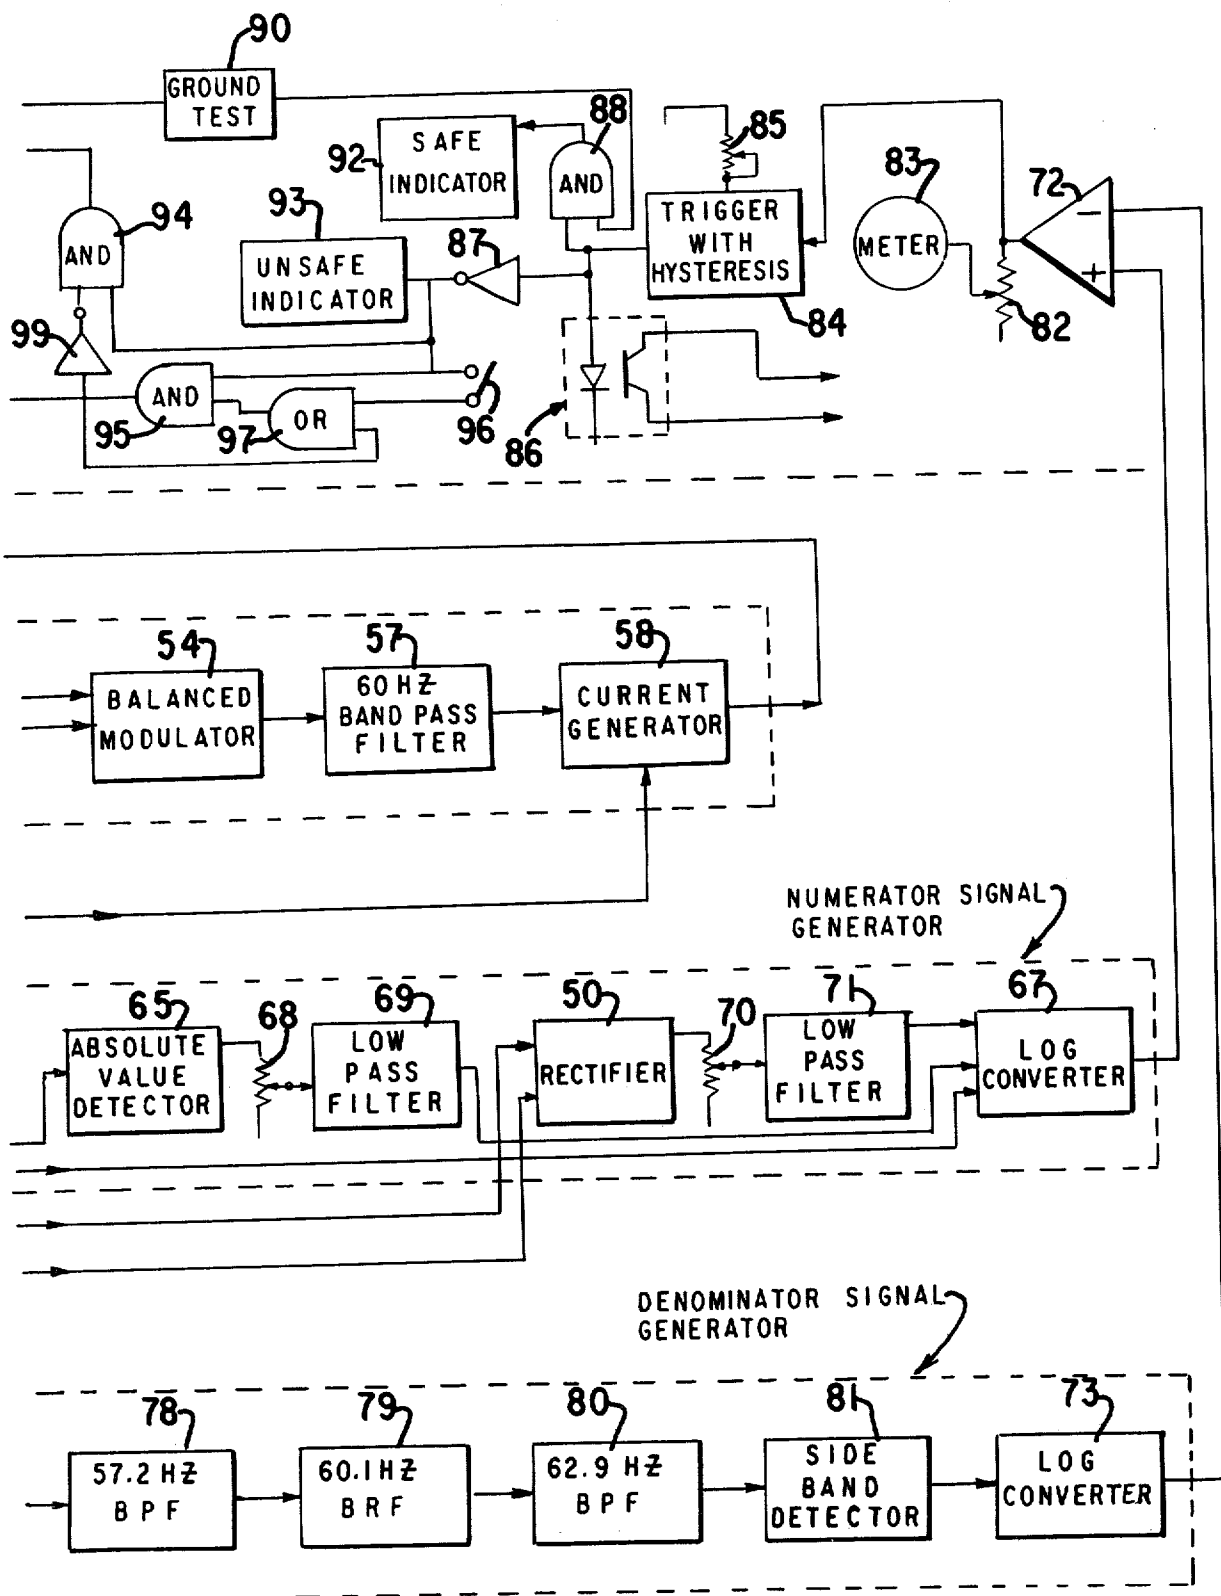 90
GROUND
TEST
88
85
83
72
SAFE
INDICATOR
92
AND
TRIGGER
WITH
HYSTERESIS
METER
−
+
94
AND
93
87
UNSAFE
INDICATOR
84
82
99
AND
95
OR
97
96
86
54
57
58
BALANCED
MODULATOR
60 HZ
BAND PASS
FILTER
CURRENT
GENERATOR
NUMERATOR SIGNAL
GENERATOR
65
68
69
50
70
71
67
ABSOLUTE
VALUE
DETECTOR
LOW
PASS
FILTER
RECTIFIER
LOW
PASS
FILTER
LOG
CONVERTER
DENOMINATOR SIGNAL
GENERATOR
78
79
80
81
73
57.2 HZ
BPF
60.1 HZ
BRF
62.9 HZ
BPF
SIDE
BAND
DETECTOR
LOG
CONVERTER